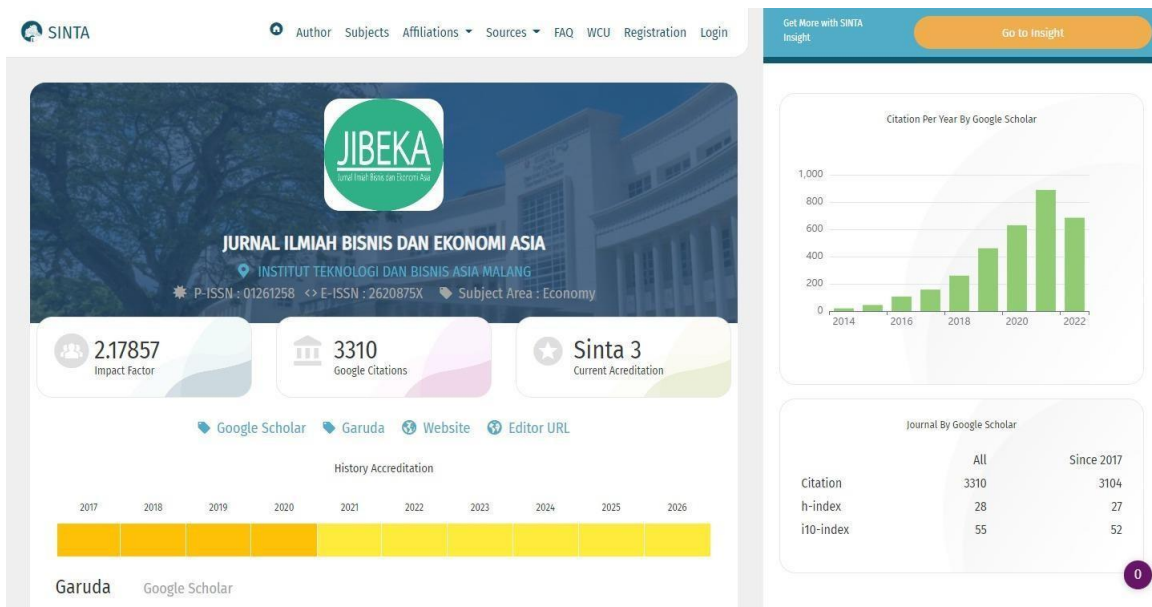 SINTA
Author Subjects Affiliations Sources FAQ WCU Registration Login
Get More with SINTA
Insight
Go to Insight
JIBEKA
Jurnal Ilmiah Bisnis dan Ekonomi Asia
JURNAL ILMIAH BISNIS DAN EKONOMI ASIA
INSTITUT TEKNOLOGI DAN BISNIS ASIA MALANG
P-ISSN : 01261258 <> E-ISSN : 2620875X Subject Area : Economy
2.17857
Impact Factor
3310
Google Citations
Sinta 3
Current Acreditation
Google Scholar Garuda Website Editor URL
History Accreditation
2017 2018 2019 2020 2021 2022 2023 2024 2025 2026
Garuda Google Scholar
Citation Per Year By Google Scholar
1,000
800
600
400
200
0
2014 2016 2018 2020 2022
Journal By Google Scholar
All Since 2017
Citation 3310 3104
h-index 28 27
i10-index 55 52
0